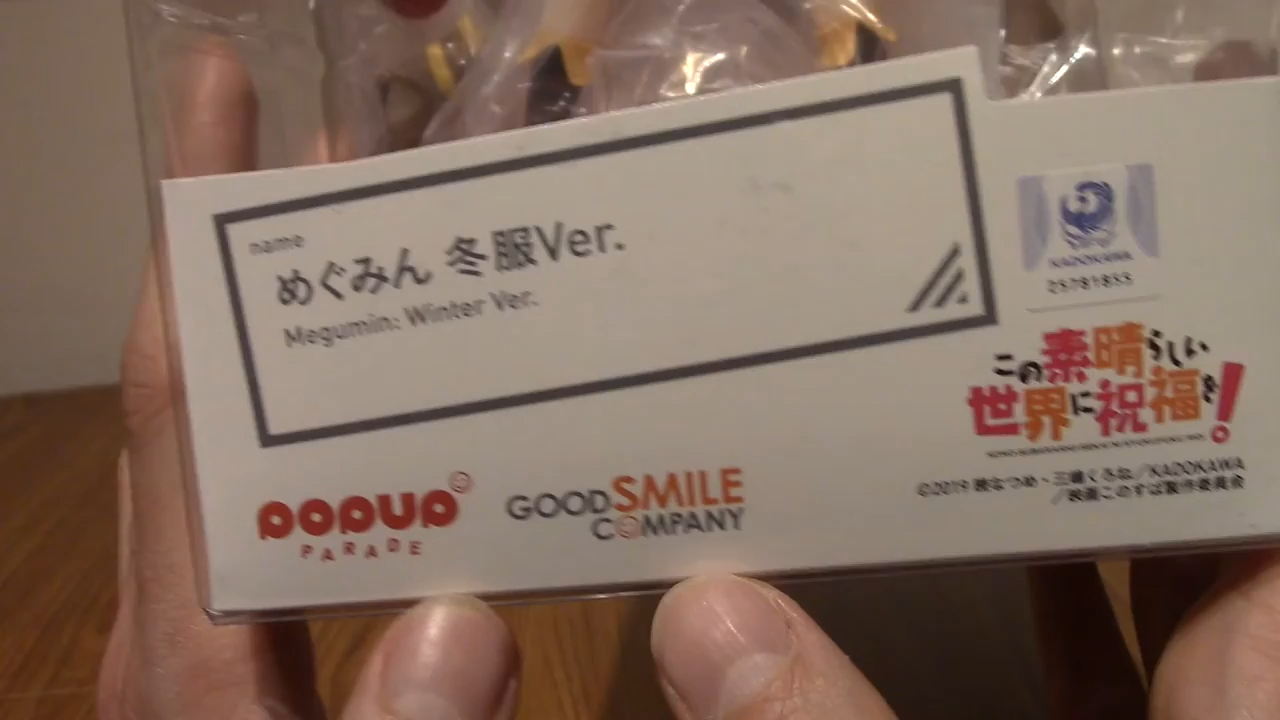 name
めぐみん 冬服Ver.
Megumin: Winter Ver.
POPUP
PARADE
GOOD SMILE
COMPANY
KADOKAWA
25781855
この素晴らしい
世界に祝福を!
©2019 暁なつめ・三嶋くろね/KADOKAWA
/映画このすば製作委員会